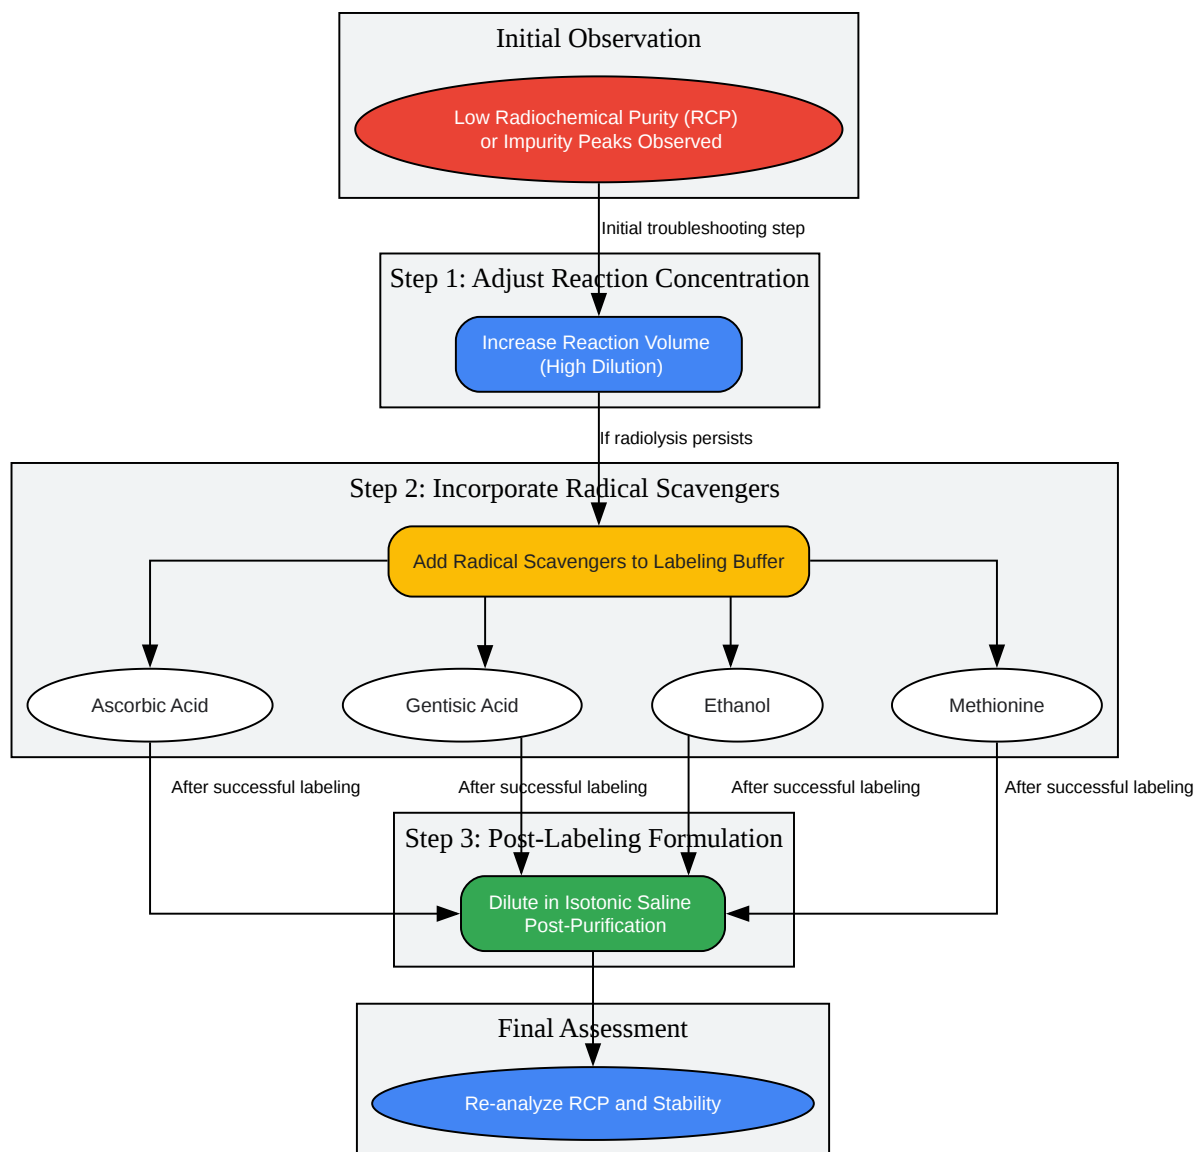 Initial Observation
Low Radiochemical Purity (RCP)
or Impurity Peaks Observed
Initial troubleshooting step
Step 1: Adjust Reaction Concentration
Increase Reaction Volume
(High Dilution)
If radiolysis persists
Step 2: Incorporate Radical Scavengers
Add Radical Scavengers to Labeling Buffer
Ascorbic Acid
Gentisic Acid
Ethanol
Methionine
After successful labeling
After successful labeling
After successful labeling
After successful labeling
Step 3: Post-Labeling Formulation
Dilute in Isotonic Saline
Post-Purification
Final Assessment
Re-analyze RCP and Stability